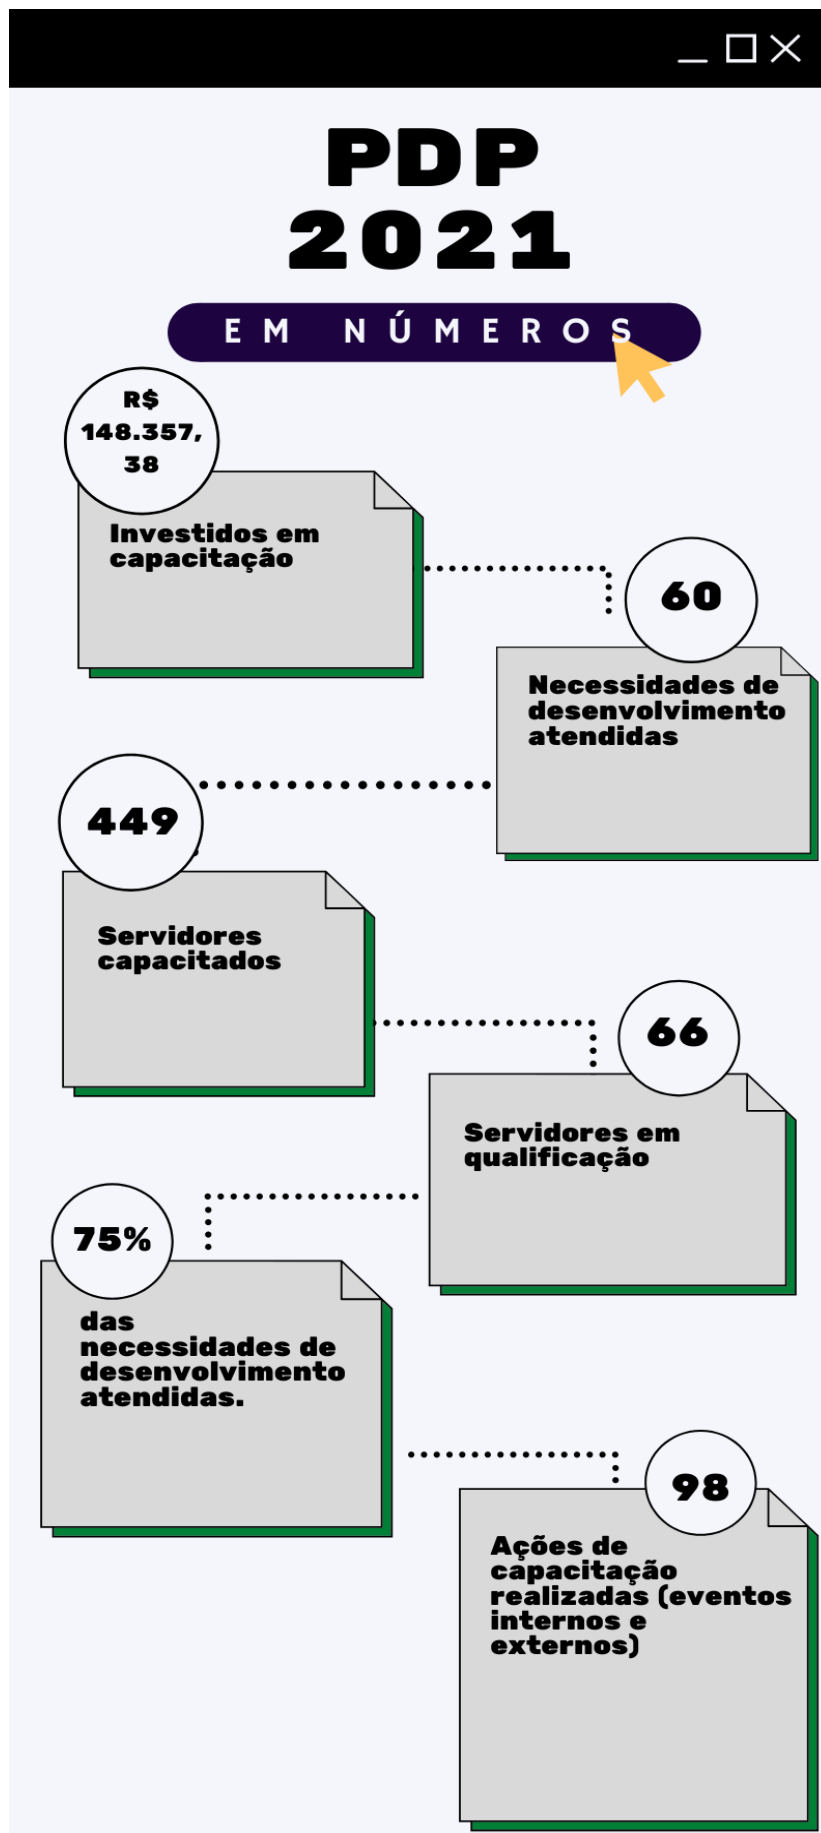 PDP
2021
EM NÚMEROS
R$
148.357,
38
Investidos em
capacitação
60
Necessidades de
desenvolvimento
atendidas
449
Servidores
capacitados
66
Servidores em
qualificação
75%
das
necessidades de
desenvolvimento
atendidas.
98
Ações de
capacitação
realizadas (eventos
internos e
externos)